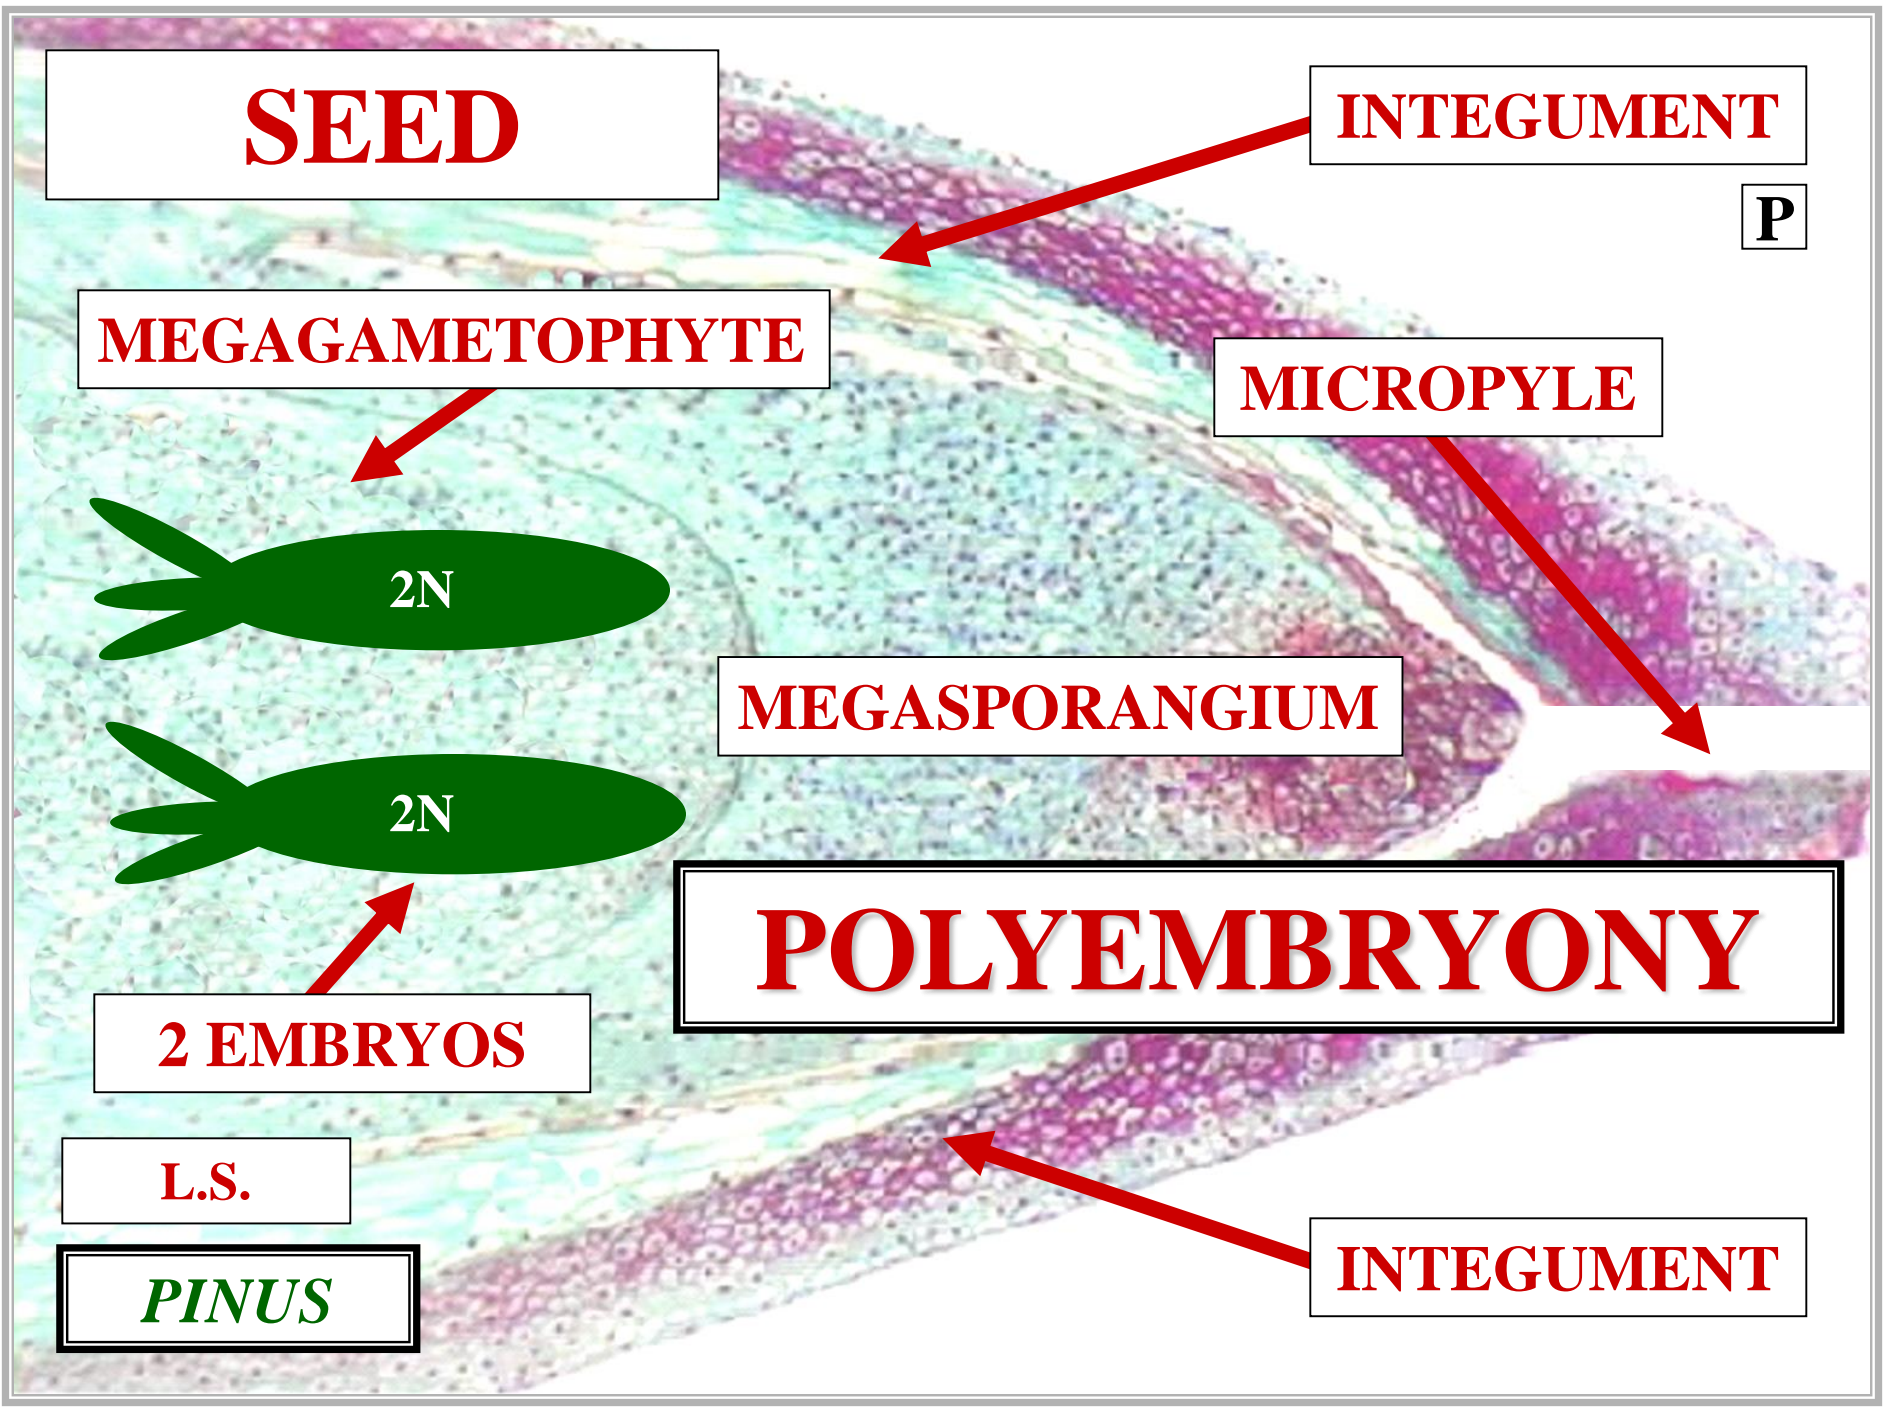 SEED
INTEGUMENT
P
MEGAGAMETOPHYTE
MICROPYLE
2N
MEGASPORANGIUM
2N
POLYEMBRYONY
2 EMBRYOS
L.S.
INTEGUMENT
PINUS